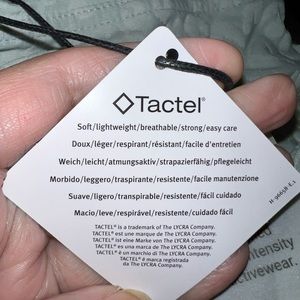 Tactel®
Soft/lightweight/breathable/strong/easy care
Doux/léger/respirant/résistant/facile d'entretien
Weich/leicht/atmungsaktiv/strapazierfähig/pflegeleicht
Morbido/leggero/traspirante/resistente/facile manutenzione
Suave/ligero/transpirable/resistente/fácil cuidado
Macio/leve/respirável/resistente/cuidado fácil
TACTEL® is a trademark of The LYCRA Company.
TACTEL® est une marque de The LYCRA Company.
TACTEL® ist eine Marke von The LYCRA Company.
TACTEL® es una marca de The LYCRA Company.
TACTEL® è un marchio di The LYCRA Company.
TACTEL® é marca registrada
da The LYCRA Company.
tensity
ivewear.